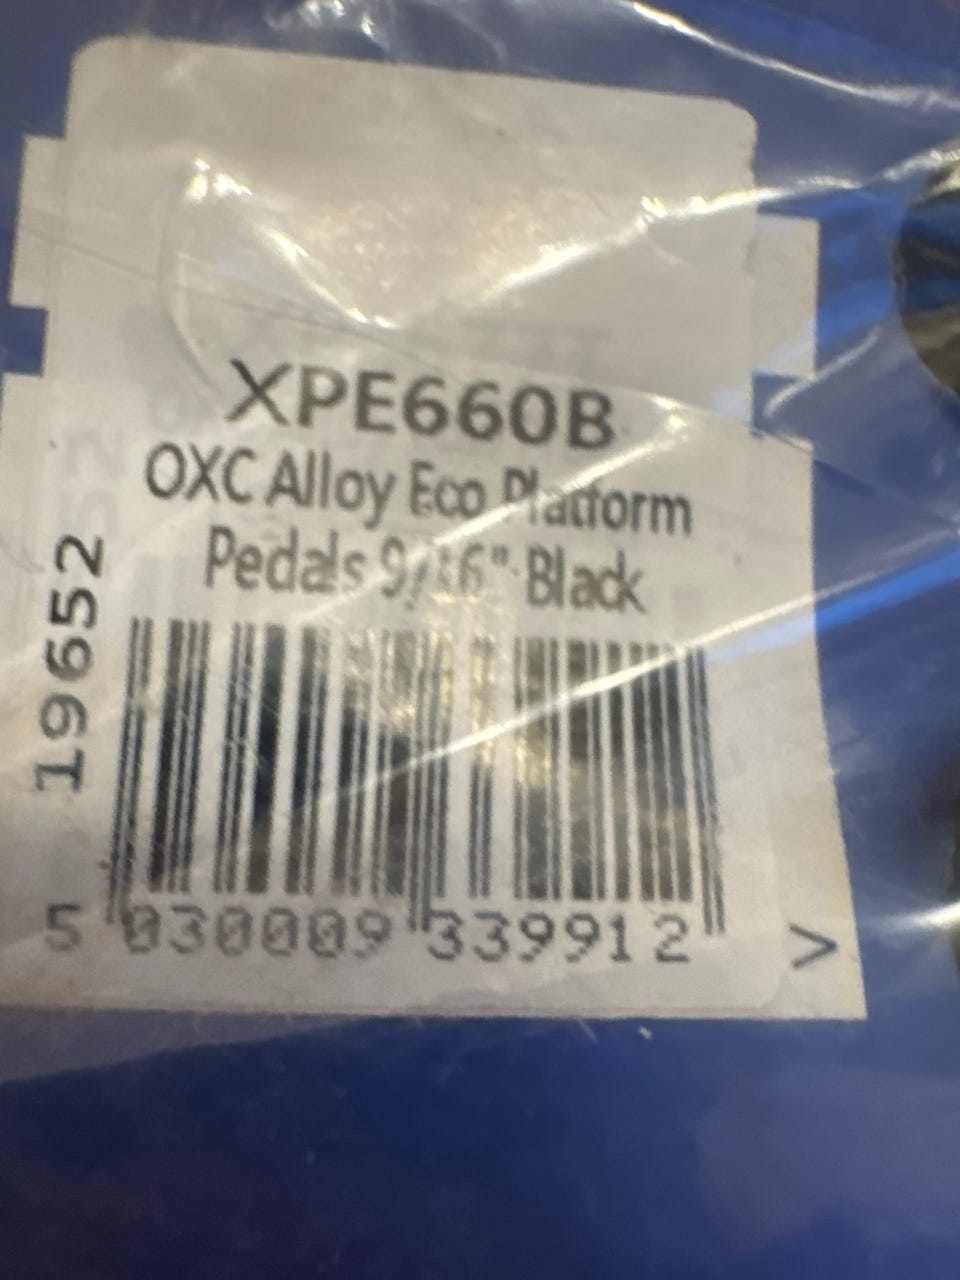 XPE660B
OXC Alloy Eco Platform
Pedals 9/16" Black
19652
5 030009 339912 >